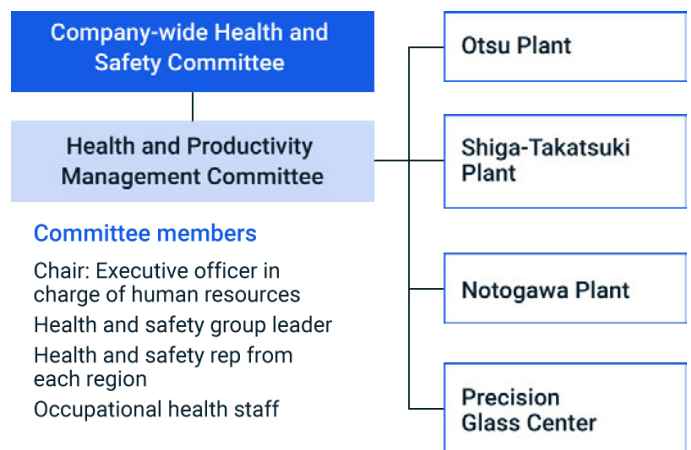 Company-wide Health and
Safety Committee
Health and Productivity
Management Committee
Committee members
Chair: Executive officer in
charge of human resources
Health and safety group leader
Health and safety rep from
each region
Occupational health staff
Otsu Plant
Shiga-Takatsuki
Plant
Notogawa Plant
Precision
Glass Center